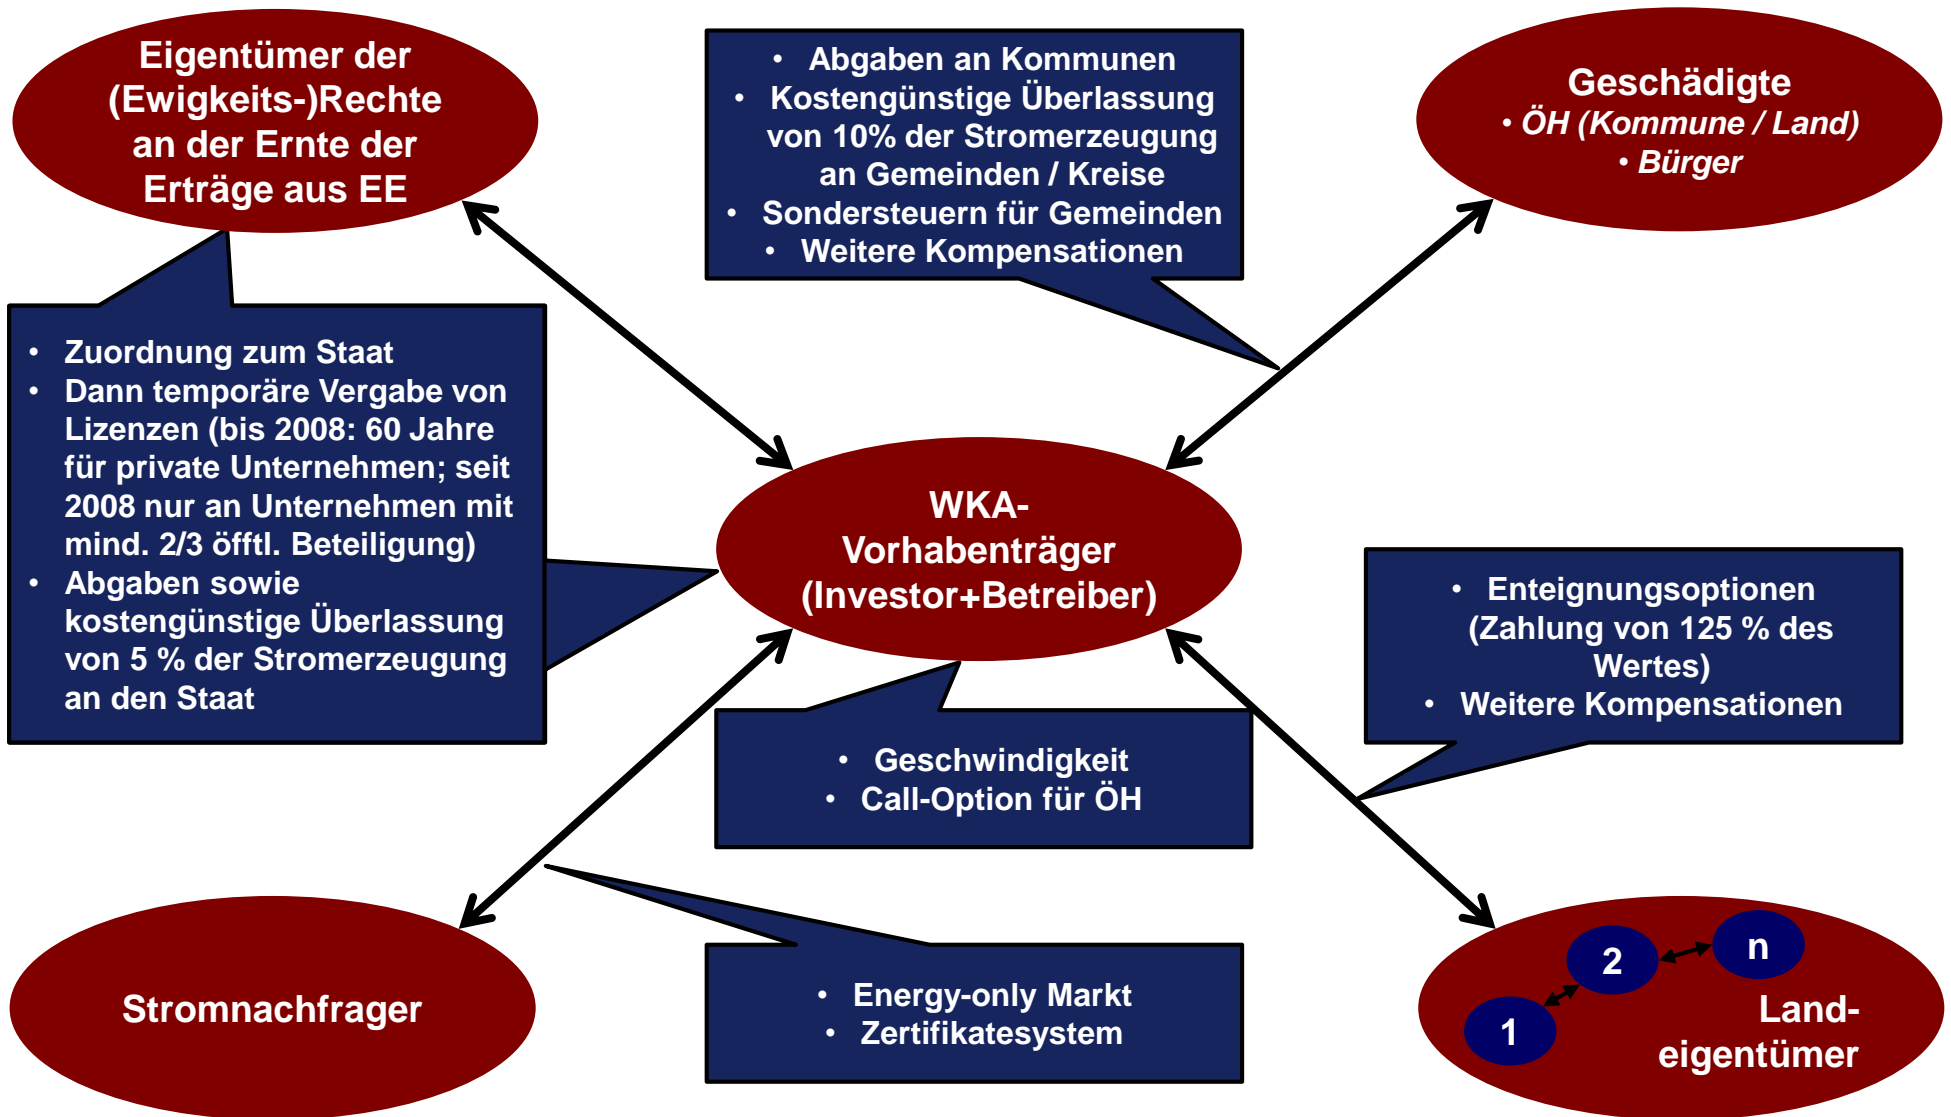 Eigentümer der
(Ewigkeits-)Rechte
an der Ernte der
Erträge aus EE
• Abgaben an Kommunen
• Kostengünstige Überlassung
von 10% der Stromerzeugung
an Gemeinden / Kreise
• Sondersteuern für Gemeinden
• Weitere Kompensationen
Geschädigte
• ÖH (Kommune / Land)
• Bürger
• Zuordnung zum Staat
• Dann temporäre Vergabe von
Lizenzen (bis 2008: 60 Jahre
für private Unternehmen; seit
2008 nur an Unternehmen mit
mind. 2/3 öfftl. Beteiligung)
• Abgaben sowie
kostengünstige Überlassung
von 5 % der Stromerzeugung
an den Staat
WKA-
Vorhabenträger
(Investor+Betreiber)
• Enteignungsoptionen
(Zahlung von 125 % des
Wertes)
• Weitere Kompensationen
• Geschwindigkeit
• Call-Option für ÖH
Stromnachfrager
• Energy-only Markt
• Zertifikatesystem
1
2
n
Land-
eigentümer